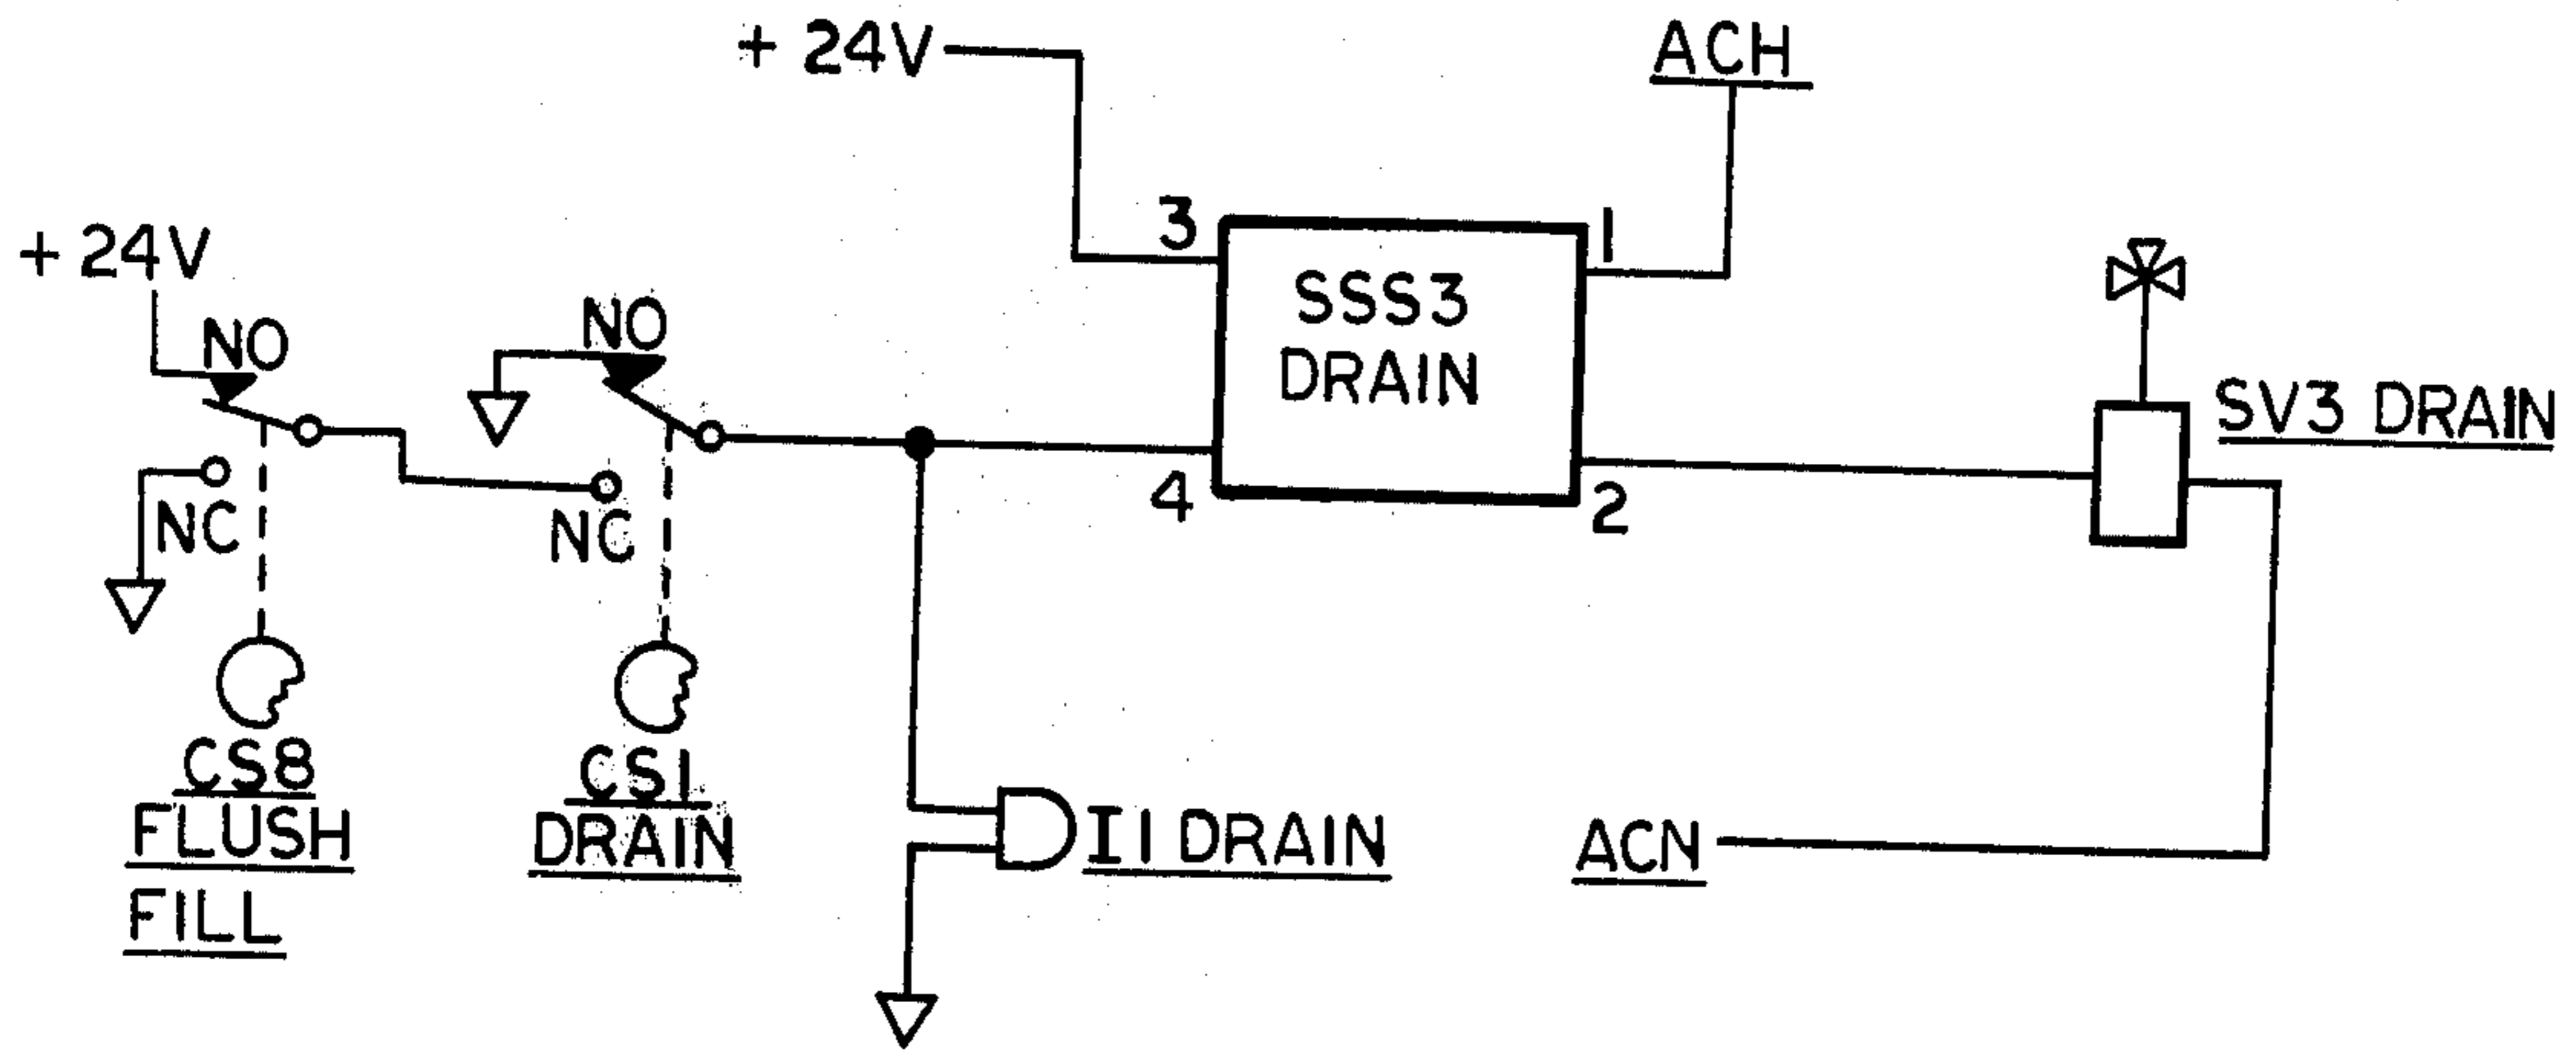 + 24V
ACH
3
1
+ 24V
SSS3
DRAIN
NO
NO
SV3 DRAIN
4
2
NC
NC
CS8
FLUSH
FILL
CS1
DRAIN
I1 DRAIN
ACN